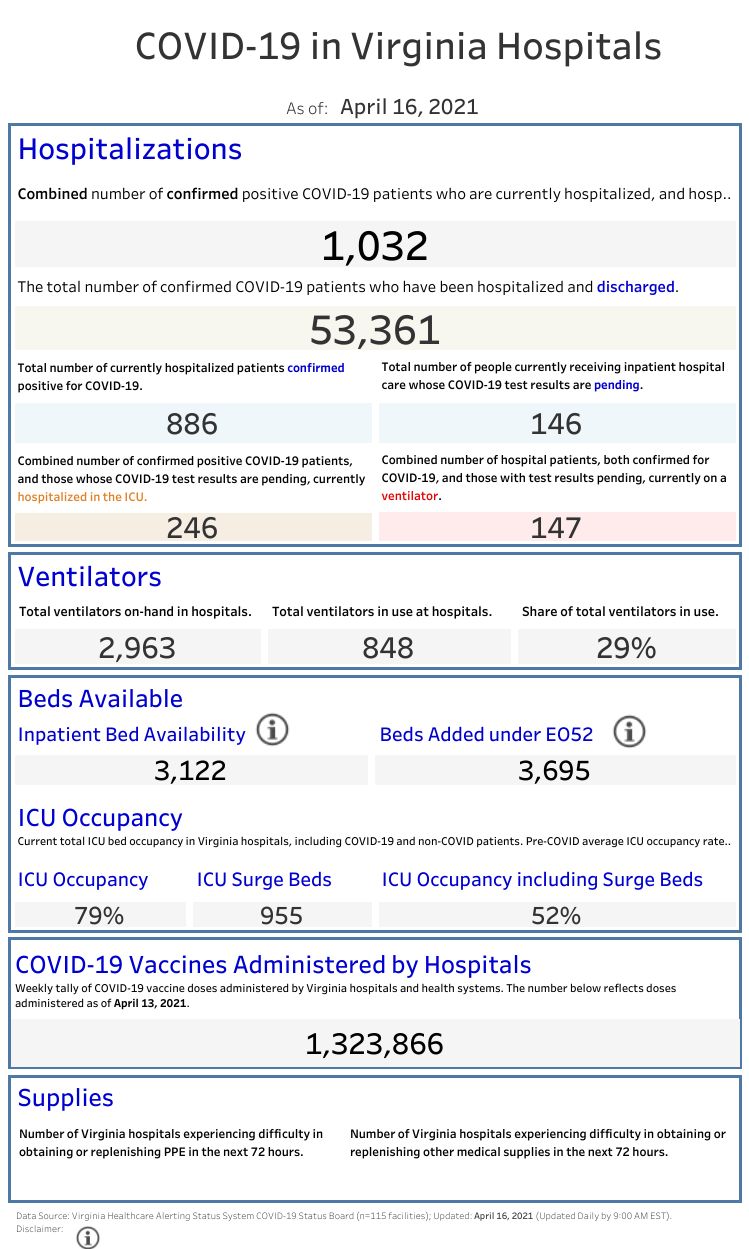 COVID-19 in Virginia Hospitals
As of: April 16, 2021
Hospitalizations
Combined number of confirmed positive COVID-19 patients who are currently hospitalized, and hosp..
1,032
The total number of confirmed COVID-19 patients who have been hospitalized and discharged.
53,361
Total number of currently hospitalized patients confirmed
positive for COVID-19.
Total number of people currently receiving inpatient hospital
care whose COVID-19 test results are pending.
886
146
Combined number of confirmed positive COVID-19 patients,
and those whose COVID-19 test results are pending, currently
hospitalized in the ICU.
Combined number of hospital patients, both confirmed for
COVID-19, and those with test results pending, currently on a
ventilator.
246
147
Ventilators
Total ventilators on-hand in hospitals.
Total ventilators in use at hospitals.
Share of total ventilators in use.
2,963
848
29%
Beds Available
Inpatient Bed Availability
Beds Added under EO52
3,122
3,695
ICU Occupancy
Current total ICU bed occupancy in Virginia hospitals, including COVID-19 and non-COVID patients. Pre-COVID average ICU occupancy rate..
ICU Occupancy
ICU Surge Beds
ICU Occupancy including Surge Beds
79%
955
52%
COVID-19 Vaccines Administered by Hospitals
Weekly tally of COVID-19 vaccine doses administered by Virginia hospitals and health systems. The number below reflects doses
administered as of April 13, 2021.
1,323,866
Supplies
Number of Virginia hospitals experiencing difficulty in
obtaining or replenishing PPE in the next 72 hours.
Number of Virginia hospitals experiencing difficulty in obtaining or
replenishing other medical supplies in the next 72 hours.
Data Source: Virginia Healthcare Alerting Status System COVID-19 Status Board (n=115 facilities); Updated: April 16, 2021 (Updated Daily by 9:00 AM EST).
Disclaimer: